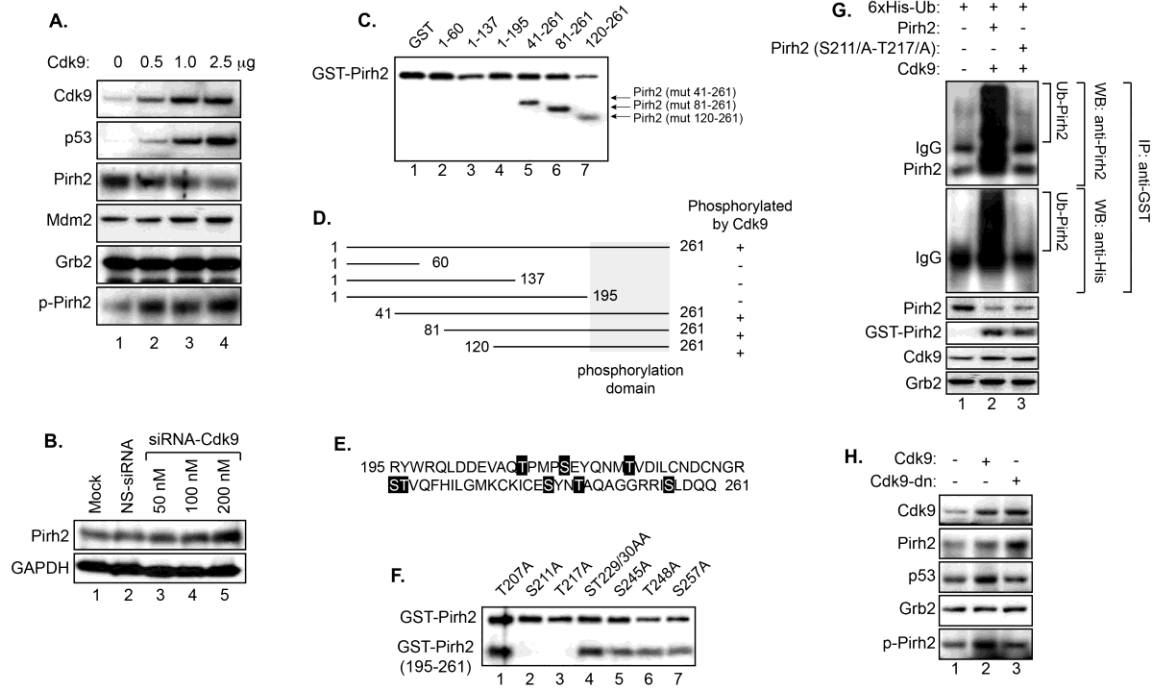 A.
Cdk9: 0 0.5 1.0 2.5 µg
Cdk9
p53
Pirh2
Mdm2
Grb2
p-Pirh2
1 2 3 4
B.
siRNA-Cdk9
Mock NS-siRNA 50 nM 100 nM 200 nM
Pirh2
GAPDH
1 2 3 4 5
C.
GST 1-60 1-137 1-195 41-261 81-261 120-261
GST-Pirh2
Pirh2 (mut 41-261)
Pirh2 (mut 81-261)
Pirh2 (mut 120-261)
1 2 3 4 5 6 7
D.
Phosphorylated
by Cdk9
1 261 +
1 60 -
1 137 -
1 195 -
41 261 +
81 261 +
120 261 +
phosphorylation
domain
E.
195 RYWRQLDDEVAQTPMPSEYQNMTVDILCNDCNGR
STVQFHILGMKCKICESYNTAQAGGRRISLDQQ 261
F.
T207A S211A T217A ST229/30AA S245A T248A S257A
GST-Pirh2
GST-Pirh2
(195-261)
1 2 3 4 5 6 7
G.
6xHis-Ub: + + +
Pirh2: - + -
Pirh2 (S211/A-T217/A) - - +
Cdk9: - + +
IgG
Pirh2
Ub-Pirh2
WB: anti-Pirh2
IgG
Ub-Pirh2
WB: anti-His
IP: anti-GST
Pirh2
GST-Pirh2
Cdk9
Grb2
1 2 3
H.
Cdk9: - + -
Cdk9-dn: - - +
Cdk9
Pirh2
p53
Grb2
p-Pirh2
1 2 3